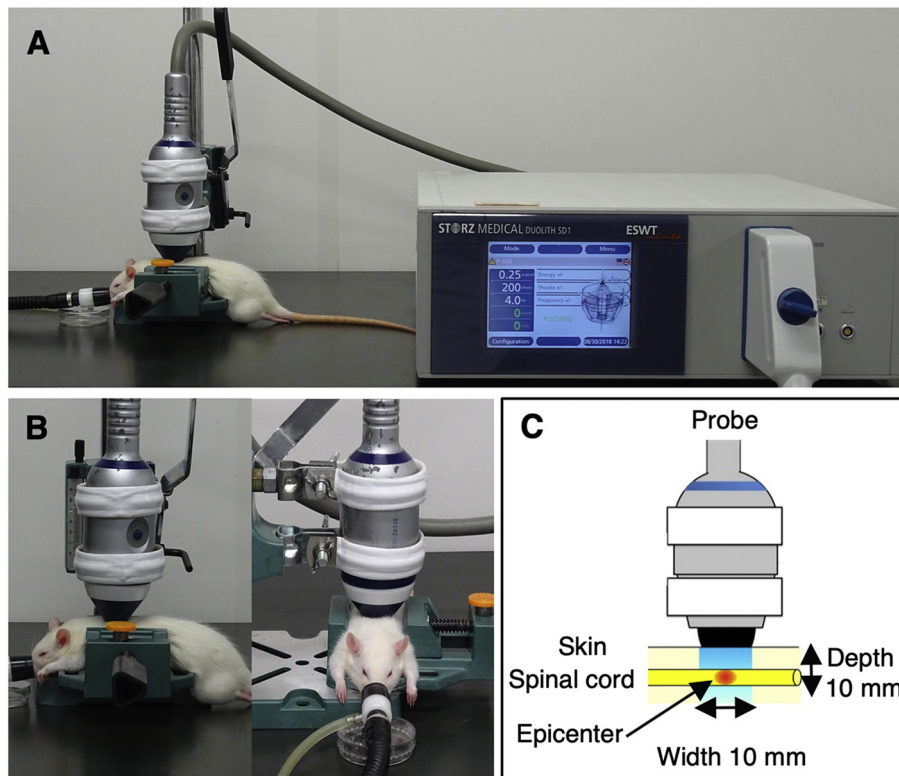 A
STORZ MEDICAL DUOLITH SD1
ESWT
Mode
Menu
0.25
Energy +/-
200
Shocks +/-
4.0
Frequency +/-
0
FOCUSED
0
Configuration
08/30/2018 14:22
B
C
Probe
Skin
Spinal cord
Depth
10 mm
Epicenter
Width 10 mm